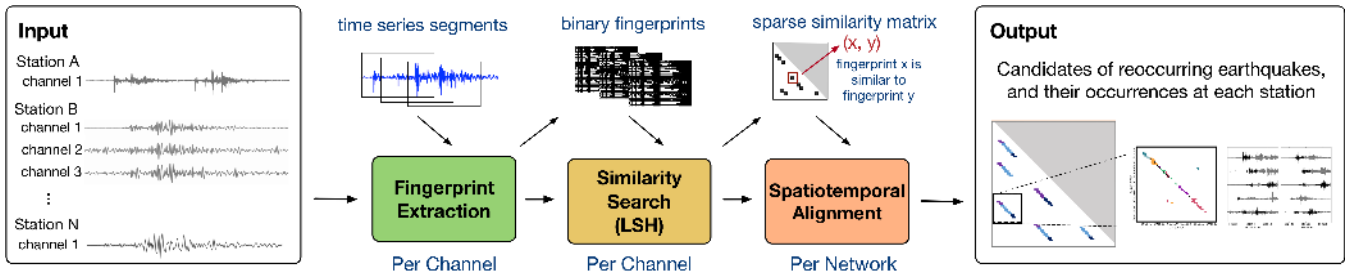 Input
Station A
channel 1
Station B
channel 1
channel 2
channel 3
⋮
Station N
channel 1
time series segments
binary fingerprints
sparse similarity matrix
(x, y)
fingerprint x is
similar to
fingerprint y
Fingerprint
Extraction
Per Channel
Similarity
Search
(LSH)
Per Channel
Spatiotemporal
Alignment
Per Network
Output
Candidates of reoccurring earthquakes,
and their occurrences at each station